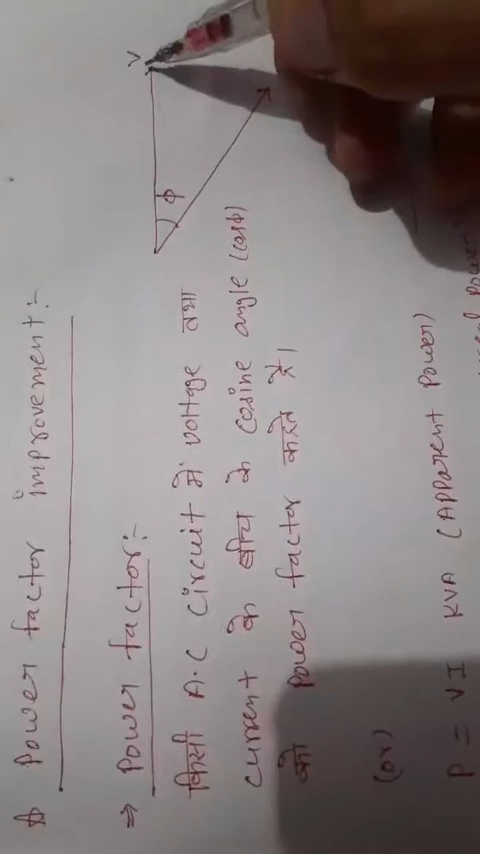 ☆ Power factor improvement:-
⇒ Power factor:-
किसी A.C Circuit में voltage तथा
current के बीच के cosine angle (cosϕ)
को Power factor कहते है।
V
ϕ
(or)
P = VI KVA (Apparent Power)
Power)